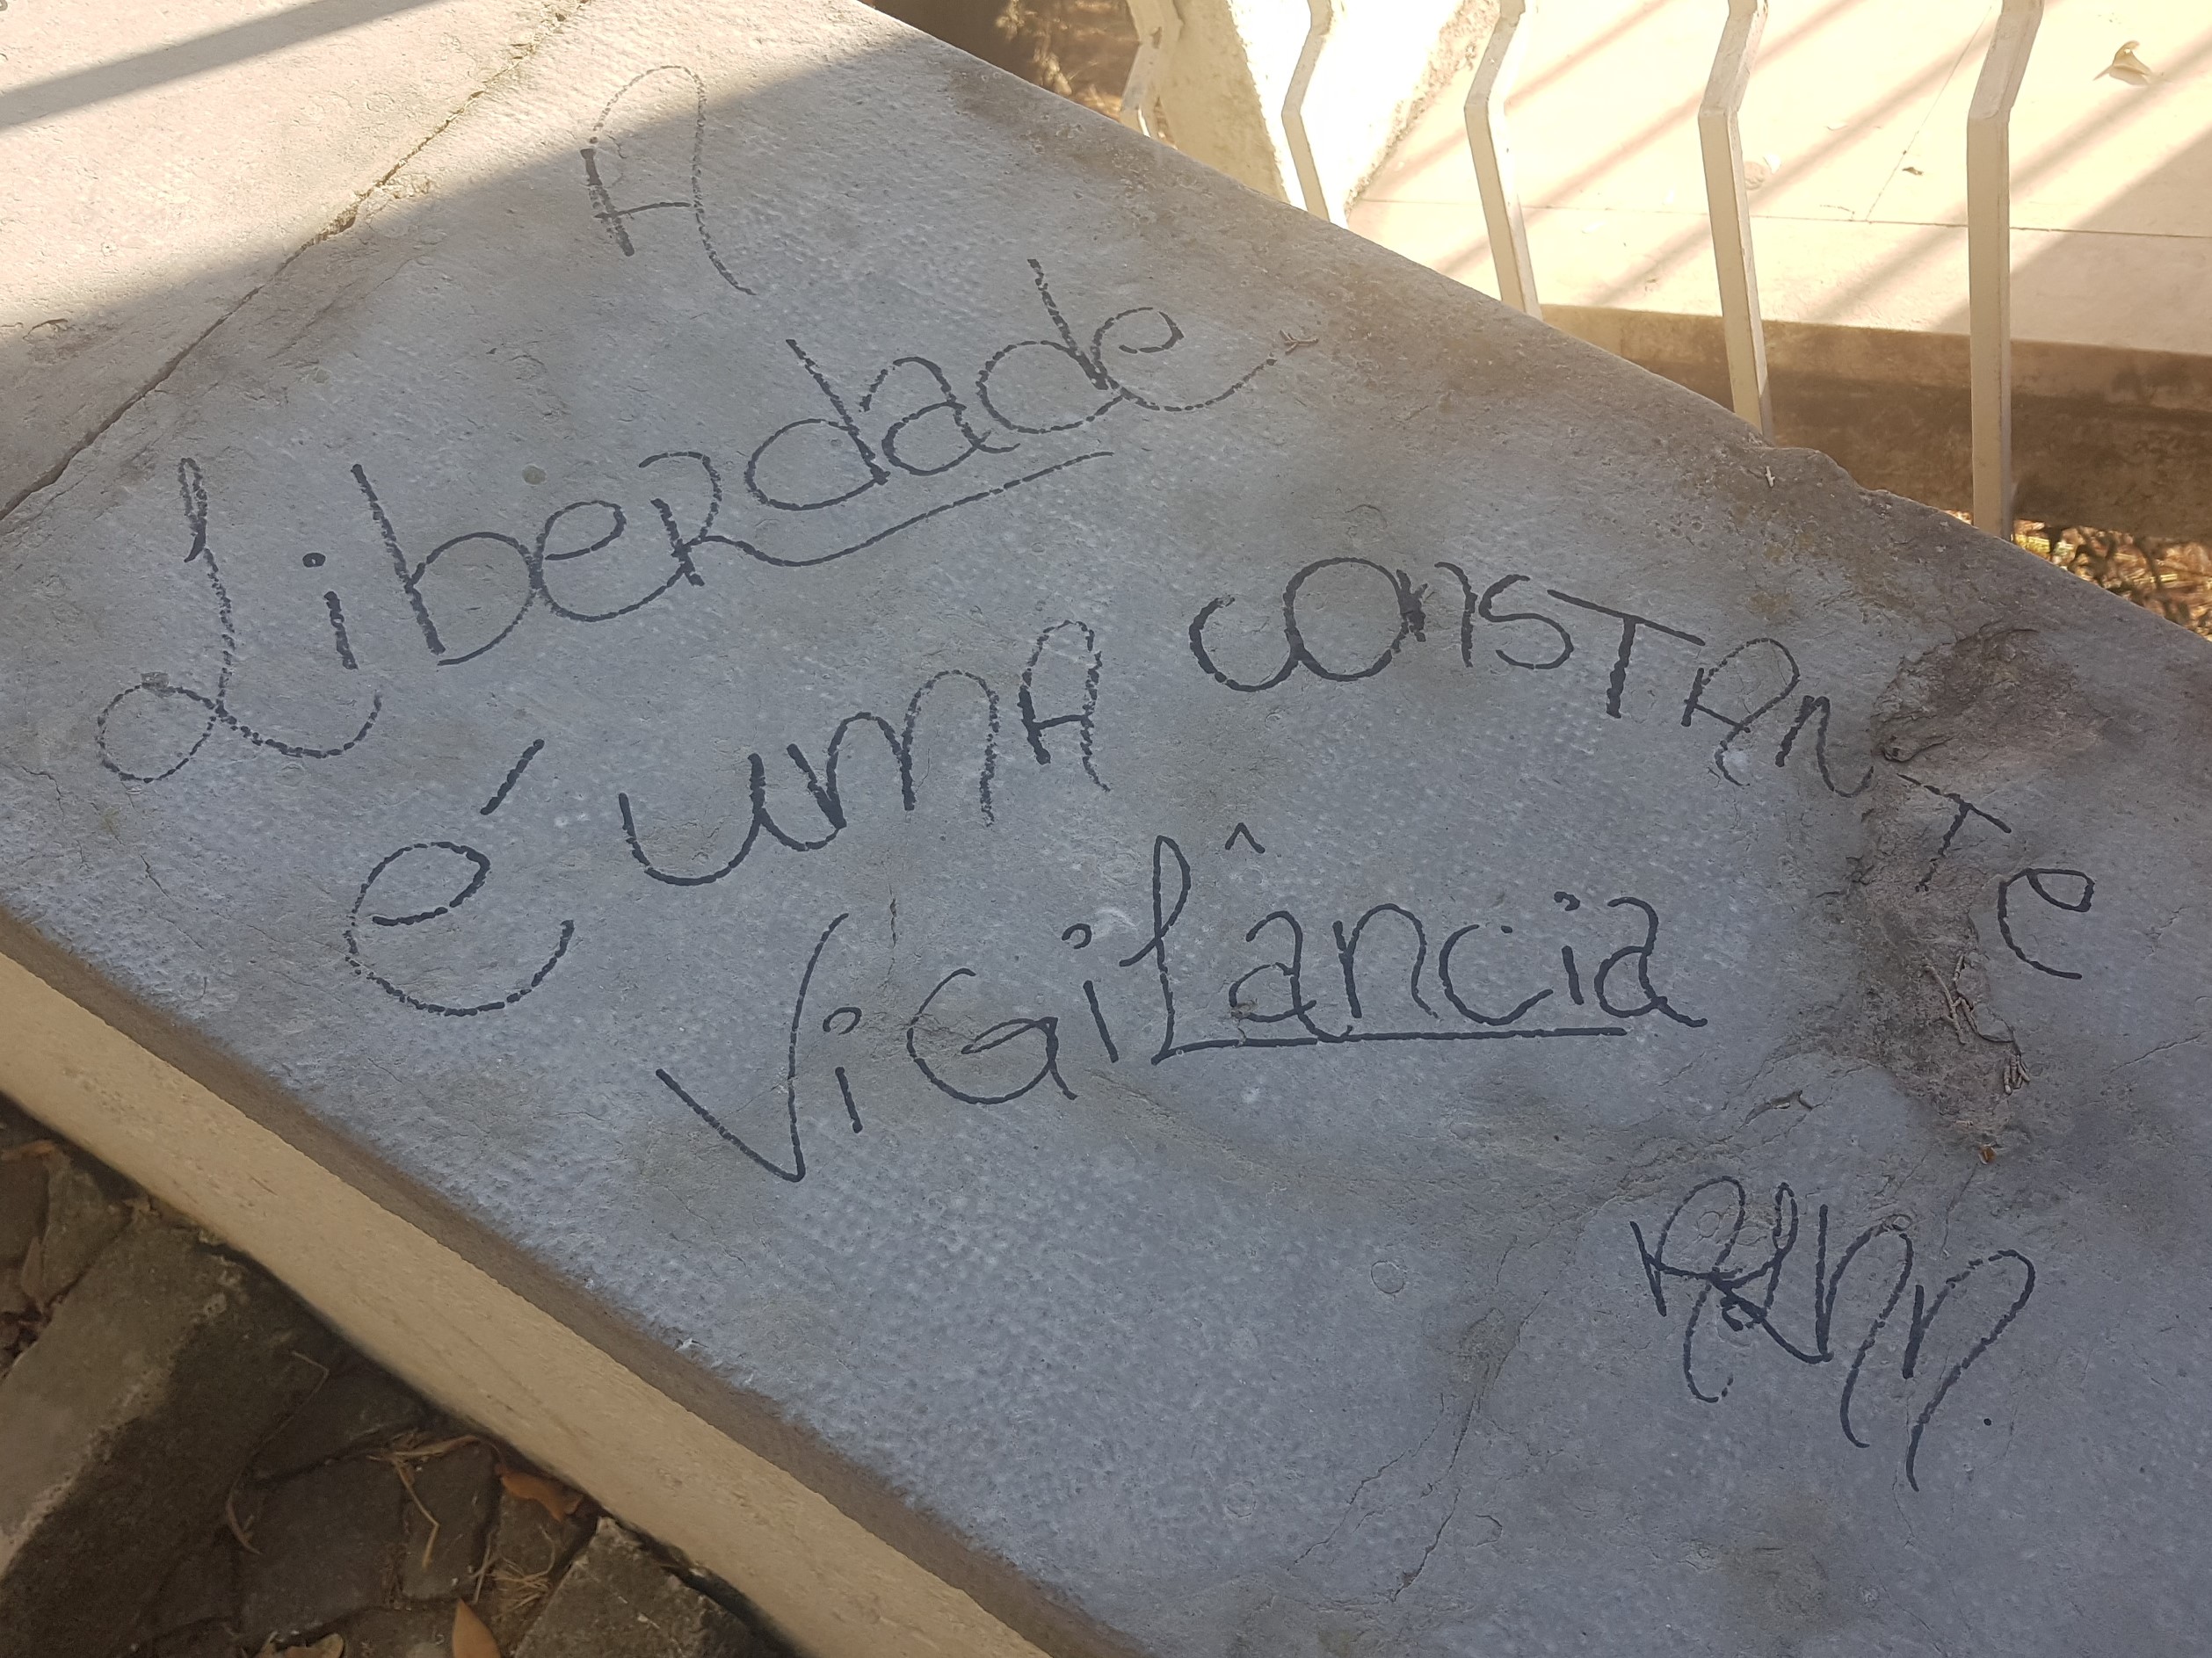 A
Liberdade
é uma constante
Vigilância